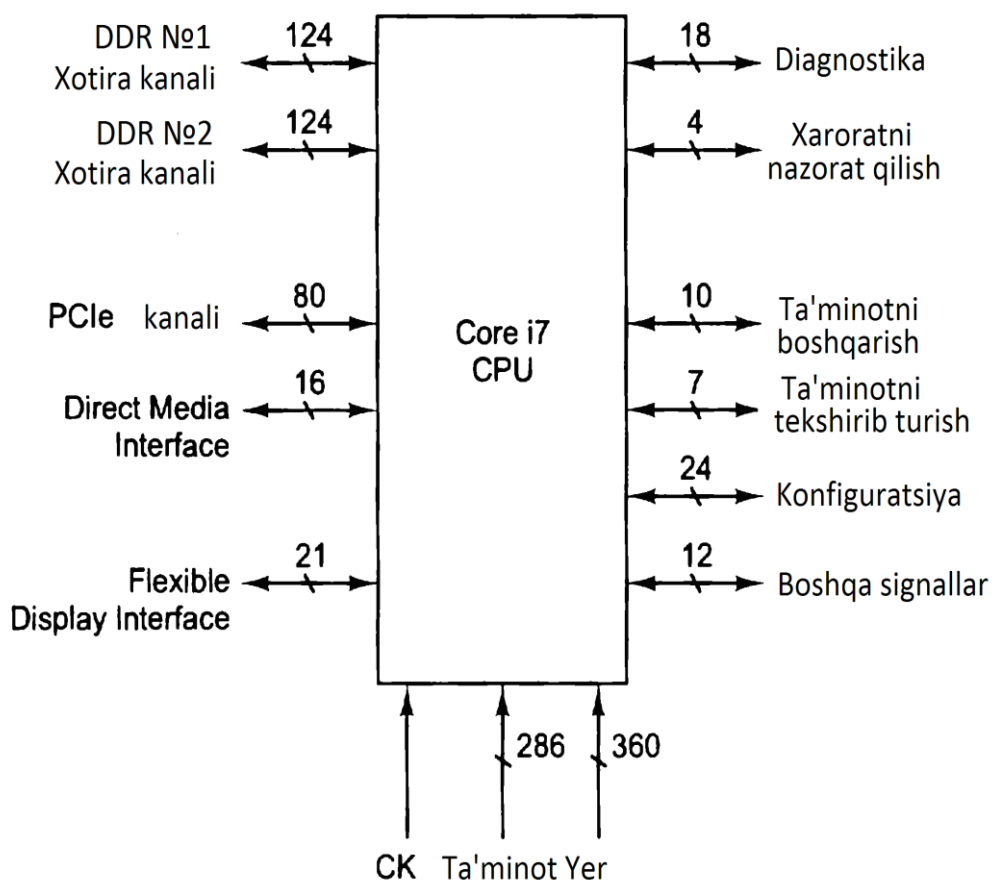 DDR №1
Xotira kanali
124
DDR №2
Xotira kanali
124
PCIe kanali
80
Direct Media
Interface
16
Flexible
Display Interface
21
Core i7
CPU
18
Diagnostika
4
Xaroratni
nazorat qilish
10
Ta'minotni
boshqarish
7
Ta'minotni
tekshirib turish
24
Konfiguratsiya
12
Boshqa signallar
286
360
CK Ta'minot Yer